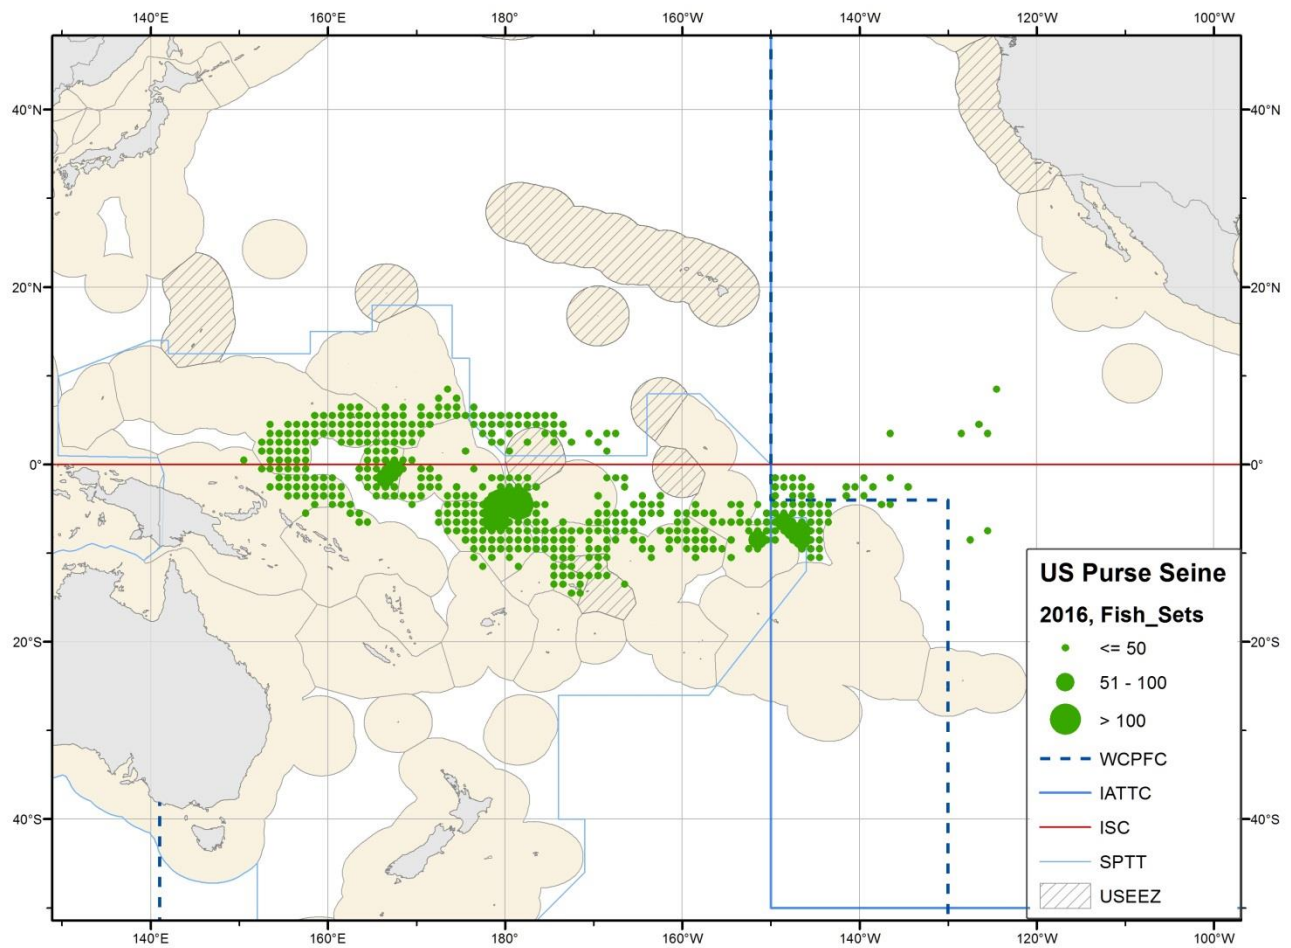 140°E 160°E 180° 160°W 140°W 120°W 100°W
40°N 40°N
20°N 20°N
0° 0°
US Purse Seine
2016, Fish_Sets
<= 50
20°S 20°S
51 - 100
> 100
WCPFC
IATTC
40°S 40°S
ISC
SPTT
USEEZ
140°E 160°E 180° 160°W 140°W 120°W 100°W